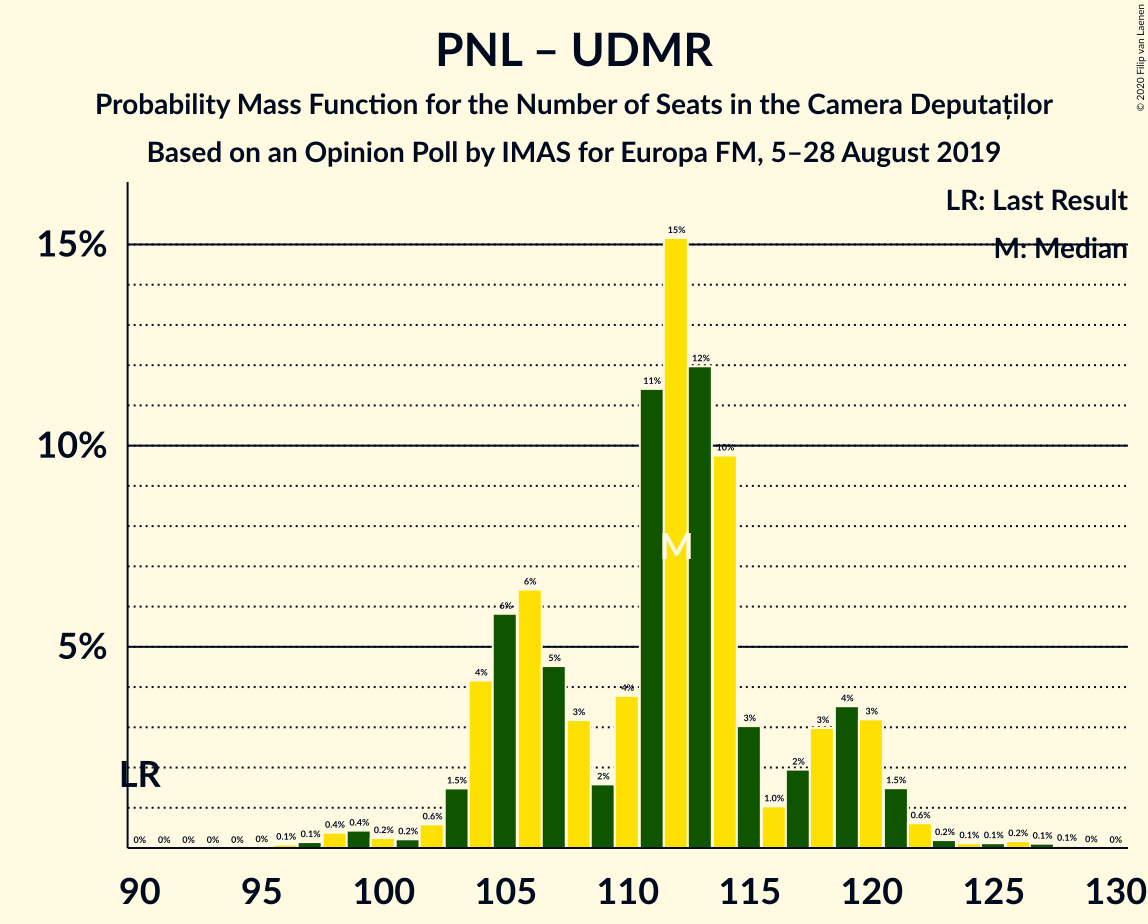 PNL – UDMR
Probability Mass Function for the Number of Seats in the Camera Deputaților
Based on an Opinion Poll by IMAS for Europa FM, 5–28 August 2019
© 2020 Filip van Laenen
LR: Last Result
M: Median
15%
10%
5%
LR
M
0% 0% 0% 0% 0% 0% 0.1% 0.1% 0.4% 0.4% 0.2% 0.2% 0.6% 1.5% 4% 6% 6% 5% 3% 2% 4% 11% 15% 12% 10% 3% 1.0% 2% 3% 4% 3% 1.5% 0.6% 0.2% 0.1% 0.1% 0.2% 0.1% 0.1% 0% 0%
90 95 100 105 110 115 120 125 130